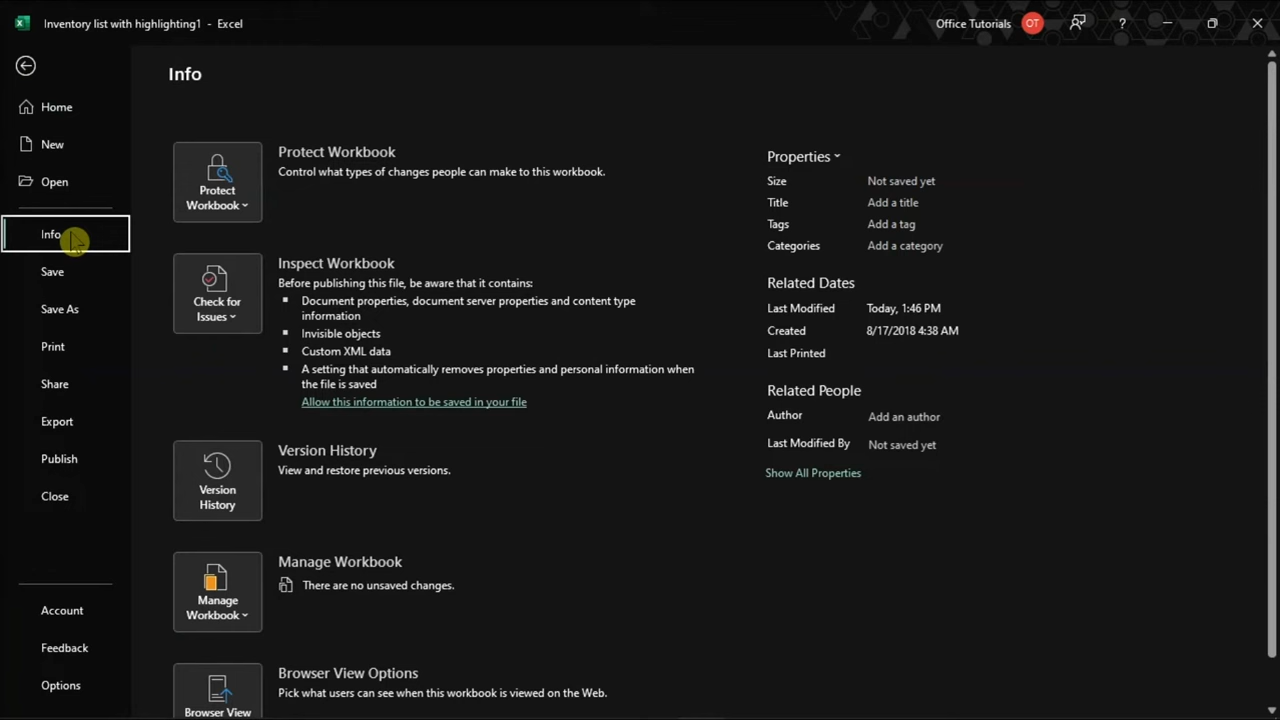 Inventory list with highlighting1 - Excel
Office Tutorials
OT
?
Home
New
Open
Info
Save
Save As
Print
Share
Export
Publish
Close
Account
Feedback
Options
Info
Protect
Workbook
Protect Workbook
Control what types of changes people can make to this workbook.
Check for
Issues
Inspect Workbook
Before publishing this file, be aware that it contains:
Document properties, document server properties and content type
information
Invisible objects
Custom XML data
A setting that automatically removes properties and personal information when
the file is saved
Allow this information to be saved in your file
Version
History
Version History
View and restore previous versions.
Manage
Workbook
Manage Workbook
There are no unsaved changes.
Browser View
Browser View Options
Pick what users can see when this workbook is viewed on the Web.
Properties
Size Not saved yet
Title Add a title
Tags Add a tag
Categories Add a category
Related Dates
Last Modified Today, 1:46 PM
Created 8/17/2018 4:38 AM
Last Printed
Related People
Author Add an author
Last Modified By Not saved yet
Show All Properties